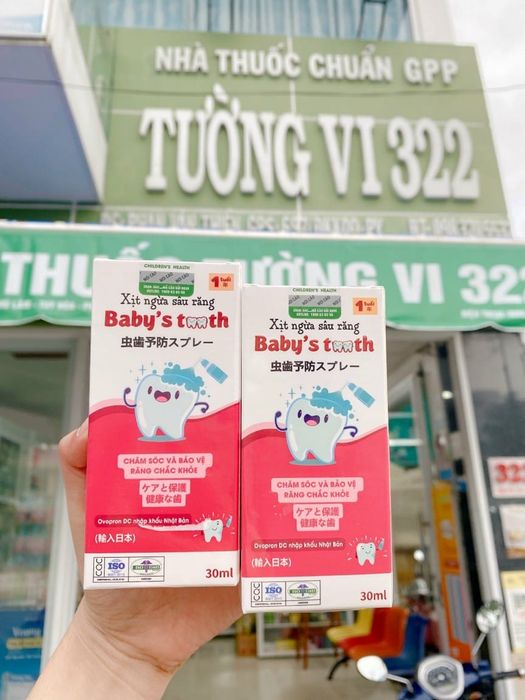 NHÀ THUỐC CHUẨN GPP
TƯỜNG VI 322
THUỐC TƯỜNG VI 322
CHILDREN'S HEALTH
1 tuổi
Xịt ngừa sâu răng
Baby's tooth
虫歯予防スプレー
CHĂM SÓC VÀ BẢO VỆ
RĂNG CHẮC KHỎE
ケアと保護
健康な歯
Ovopron DC nhập khẩu Nhật Bản
(輸入日本)
CQC
ISO
30ml
CHILDREN'S HEALTH
1 tuổi
Xịt ngừa sâu răng
Baby's tooth
虫歯予防スプレー
CHĂM SÓC VÀ BẢO VỆ
RĂNG CHẮC KHỎE
ケアと保護
健康な歯
Ovopron DC nhập khẩu Nhật Bản
(輸入日本)
CQC
ISO
30ml